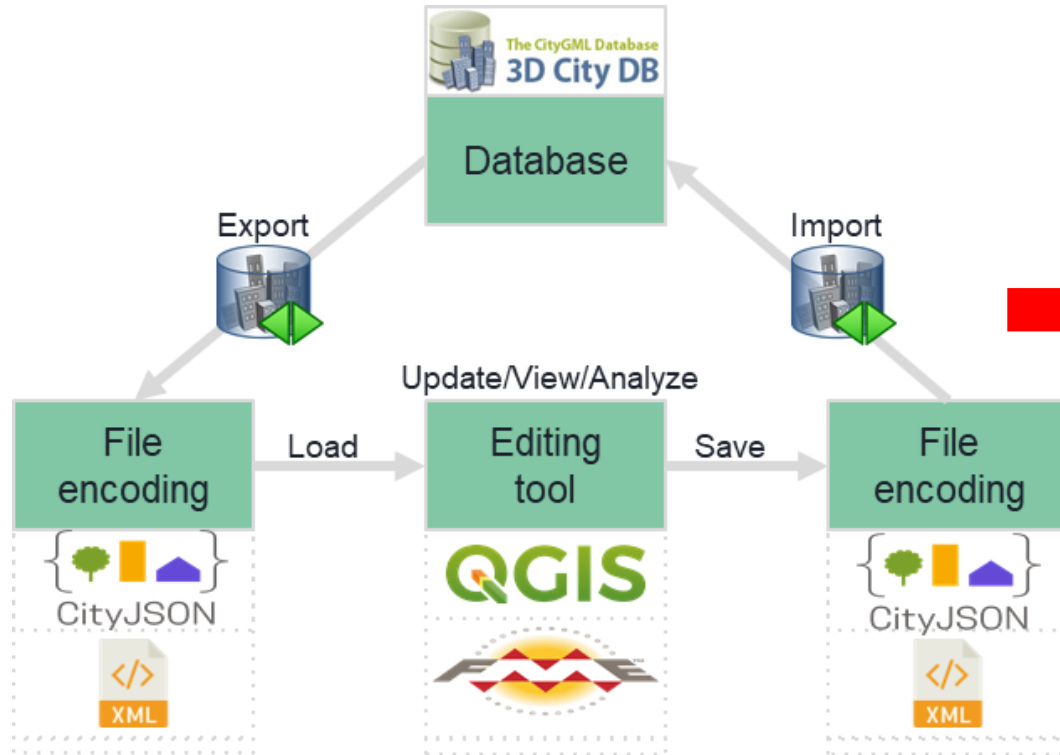 The CityGML Database
3D City DB
Database
Export
Import
Update/View/Analyze
File
encoding
Load
Editing
tool
Save
File
encoding
CityJSON
QGIS
CityJSON
</>
XML
FME
</>
XML